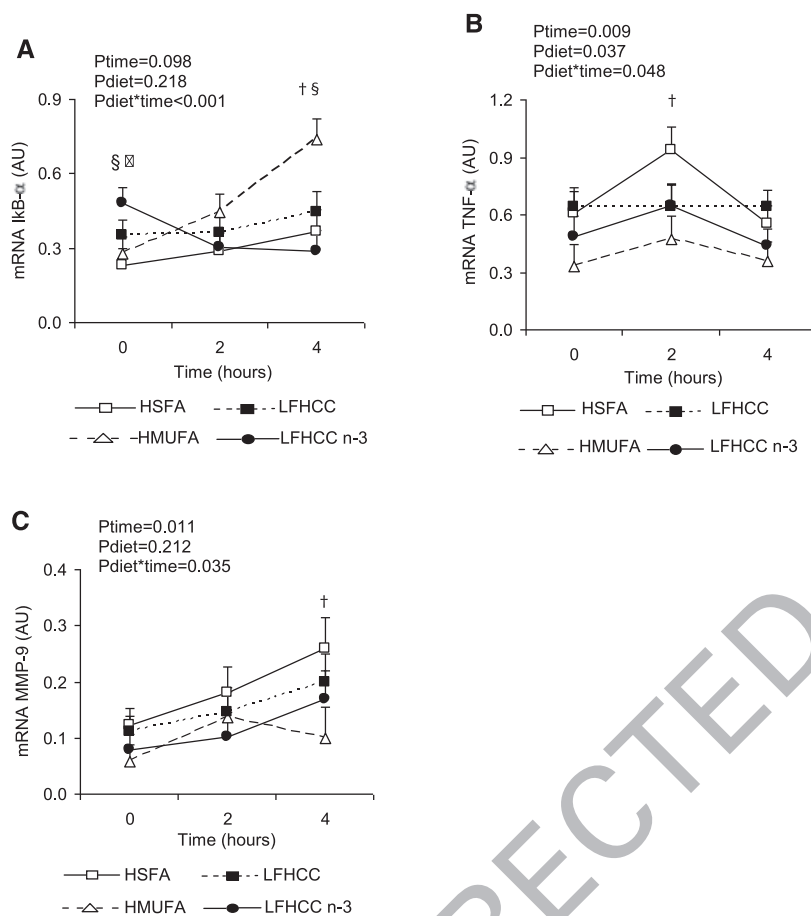 A
Ptime=0.098
Pdiet=0.218
Pdiet*time<0.001
† §
§
mRNA IkB-α (AU)
0.9
0.6
0.3
0.0
0 2 4
Time (hours)
HSFA LFHCC
HMUFA LFHCC n-3
B
Ptime=0.009
Pdiet=0.037
Pdiet*time=0.048
†
mRNA TNF-α (AU)
1.2
0.9
0.6
0.3
0.0
0 2 4
Time (hours)
HSFA LFHCC
HMUFA LFHCC n-3
C
Ptime=0.011
Pdiet=0.212
Pdiet*time=0.035
†
mRNA MMP-9 (AU)
0.4
0.3
0.2
0.1
0.0
0 2 4
Time (hours)
HSFA LFHCC
HMUFA LFHCC n-3
RECTED